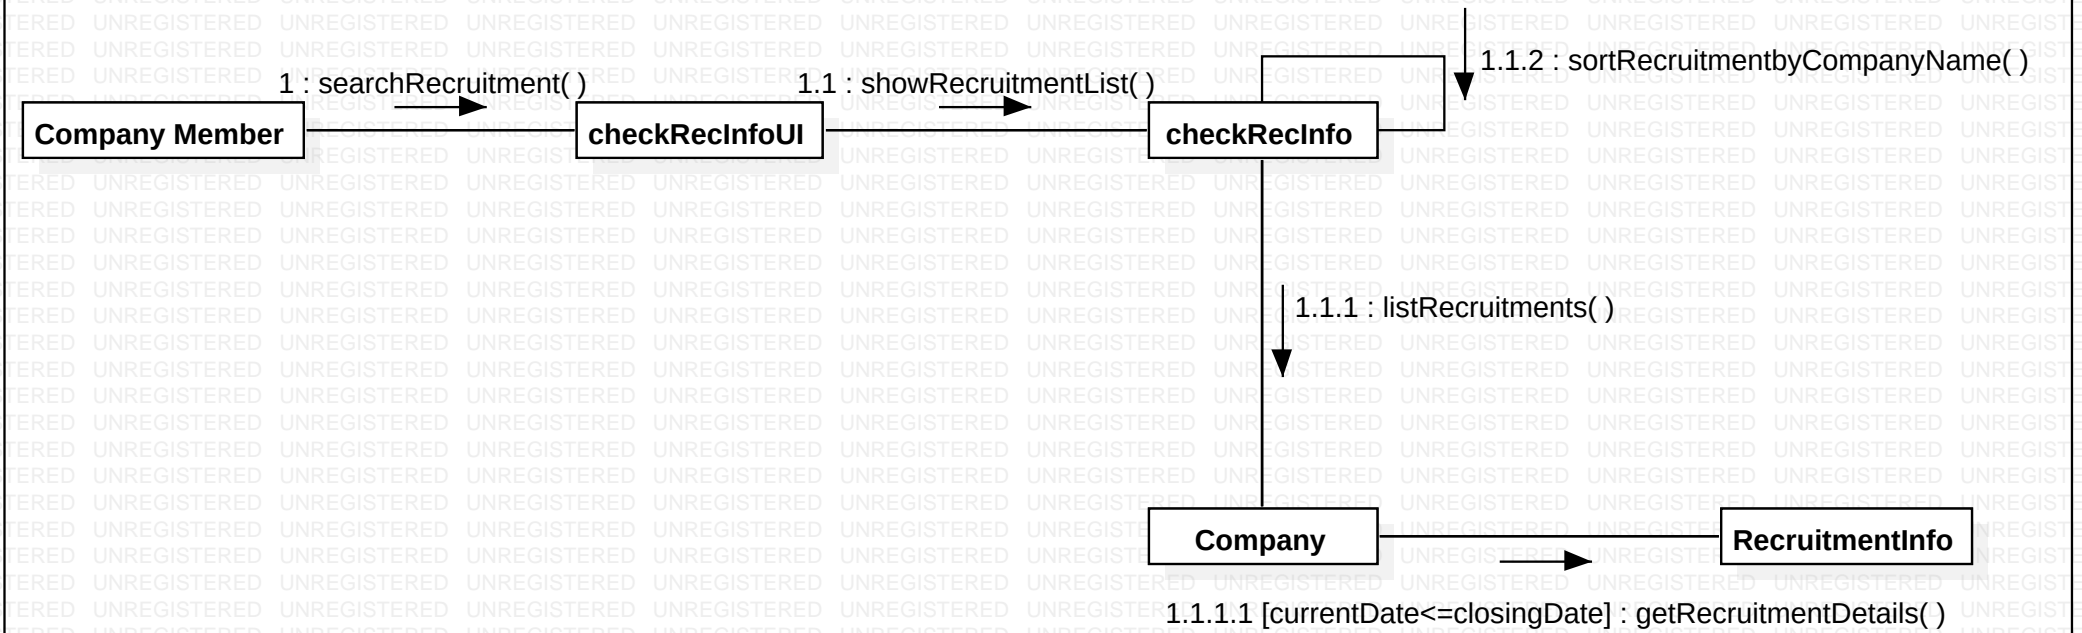 1.1.2 : sortRecruitmentbyCompanyName( )
1 : searchRecruitment( )
1.1 : showRecruitmentList( )
Company Member
checkRecInfoUI
checkRecInfo
1.1.1 : listRecruitments( )
Company
RecruitmentInfo
1.1.1.1 [currentDate<=closingDate] : getRecruitmentDetails( )
UNREGISTERED